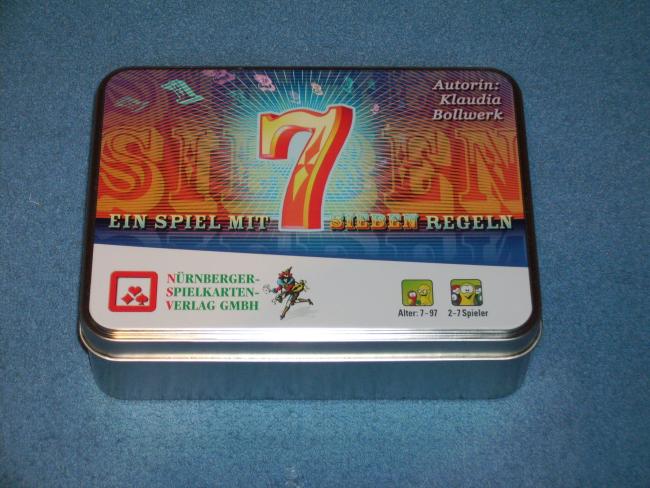 Autorin:
Klaudia
Bollwerk
SIEBEN
7
EIN SPIEL MIT SIEBEN REGELN
NÜRNBERGER-
SPIELKARTEN-
VERLAG GMBH
Alter: 7-97
2-7 Spieler